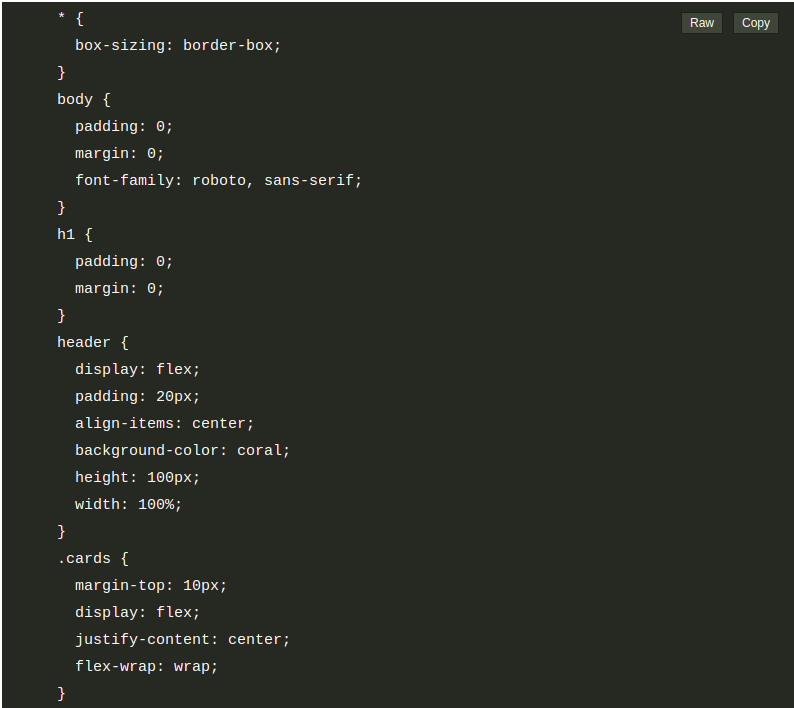 Raw Copy
* {
  box-sizing: border-box;
}
body {
  padding: 0;
  margin: 0;
  font-family: roboto, sans-serif;
}
h1 {
  padding: 0;
  margin: 0;
}
header {
  display: flex;
  padding: 20px;
  align-items: center;
  background-color: coral;
  height: 100px;
  width: 100%;
}
.cards {
  margin-top: 10px;
  display: flex;
  justify-content: center;
  flex-wrap: wrap;
}